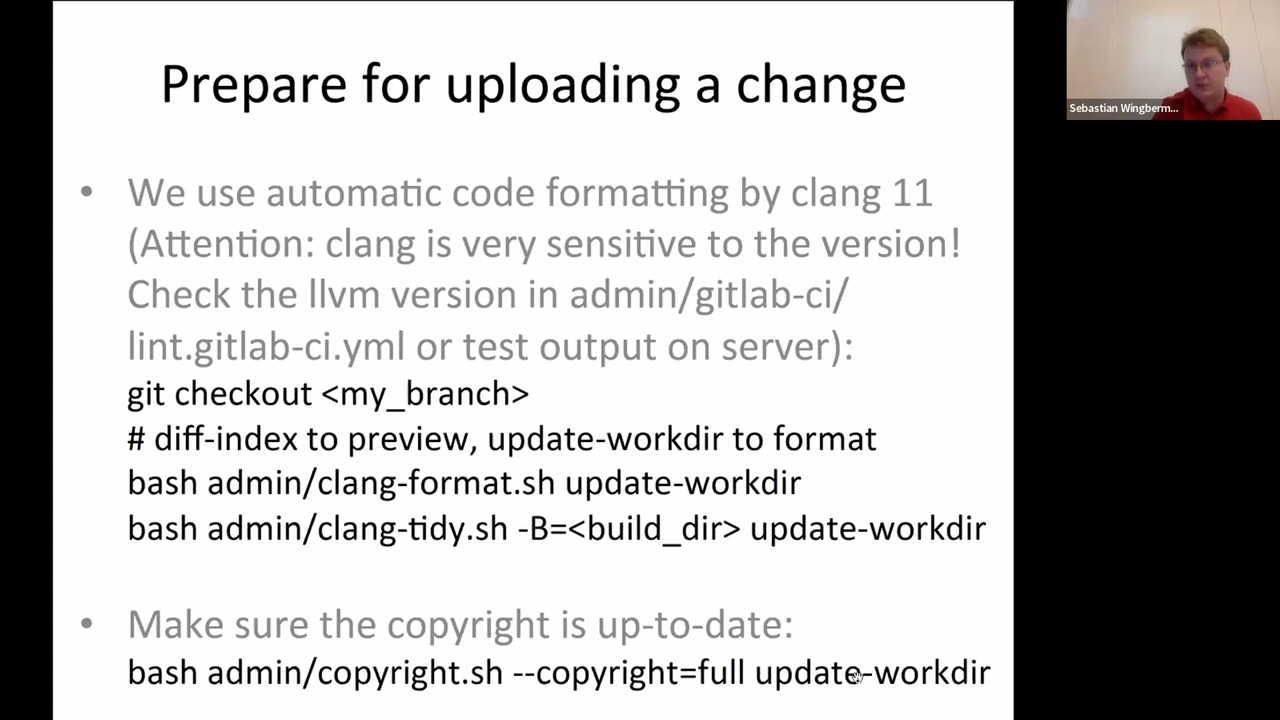 Prepare for uploading a change
• We use automatic code formatting by clang 11
(Attention: clang is very sensitive to the version!
Check the llvm version in admin/gitlab-ci/
lint.gitlab-ci.yml or test output on server):
git checkout <my_branch>
# diff-index to preview, update-workdir to format
bash admin/clang-format.sh update-workdir
bash admin/clang-tidy.sh -B=<build_dir> update-workdir
• Make sure the copyright is up-to-date:
bash admin/copyright.sh --copyright=full update-workdir
Sebastian Wingberm...